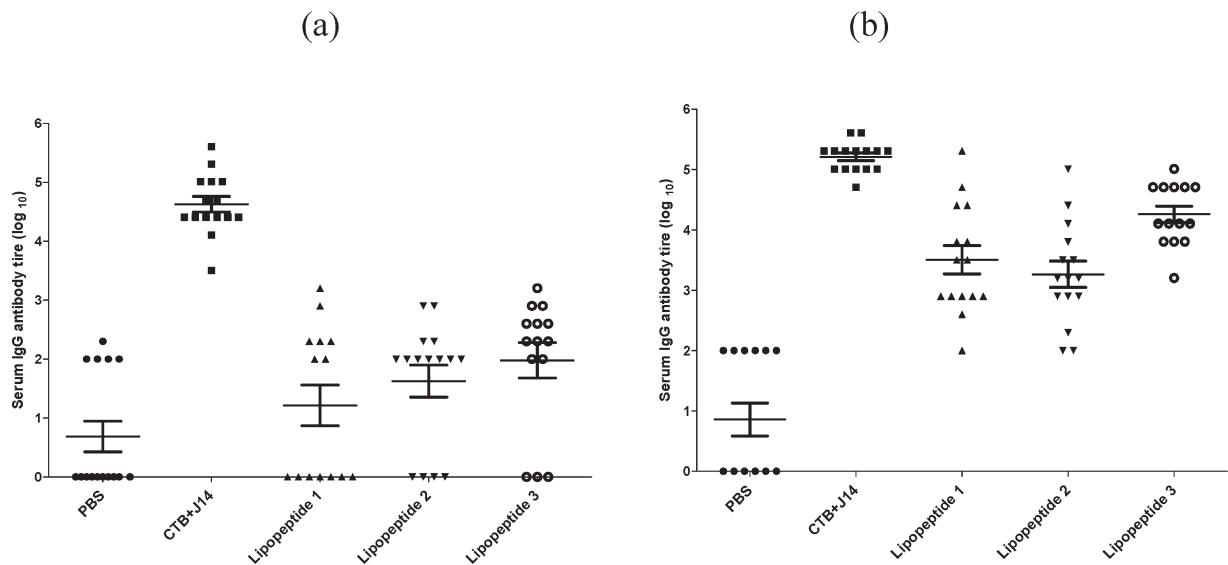 (a)
(b)
Serum IgG antibody tire (log 10)
6
5
4
3
2
1
0
PBS
CTB+J14
Lipopeptide 1
Lipopeptide 2
Lipopeptide 3
Serum IgG antibody tire (log 10)
6
5
4
3
2
1
0
PBS
CTB+J14
Lipopeptide 1
Lipopeptide 2
Lipopeptide 3